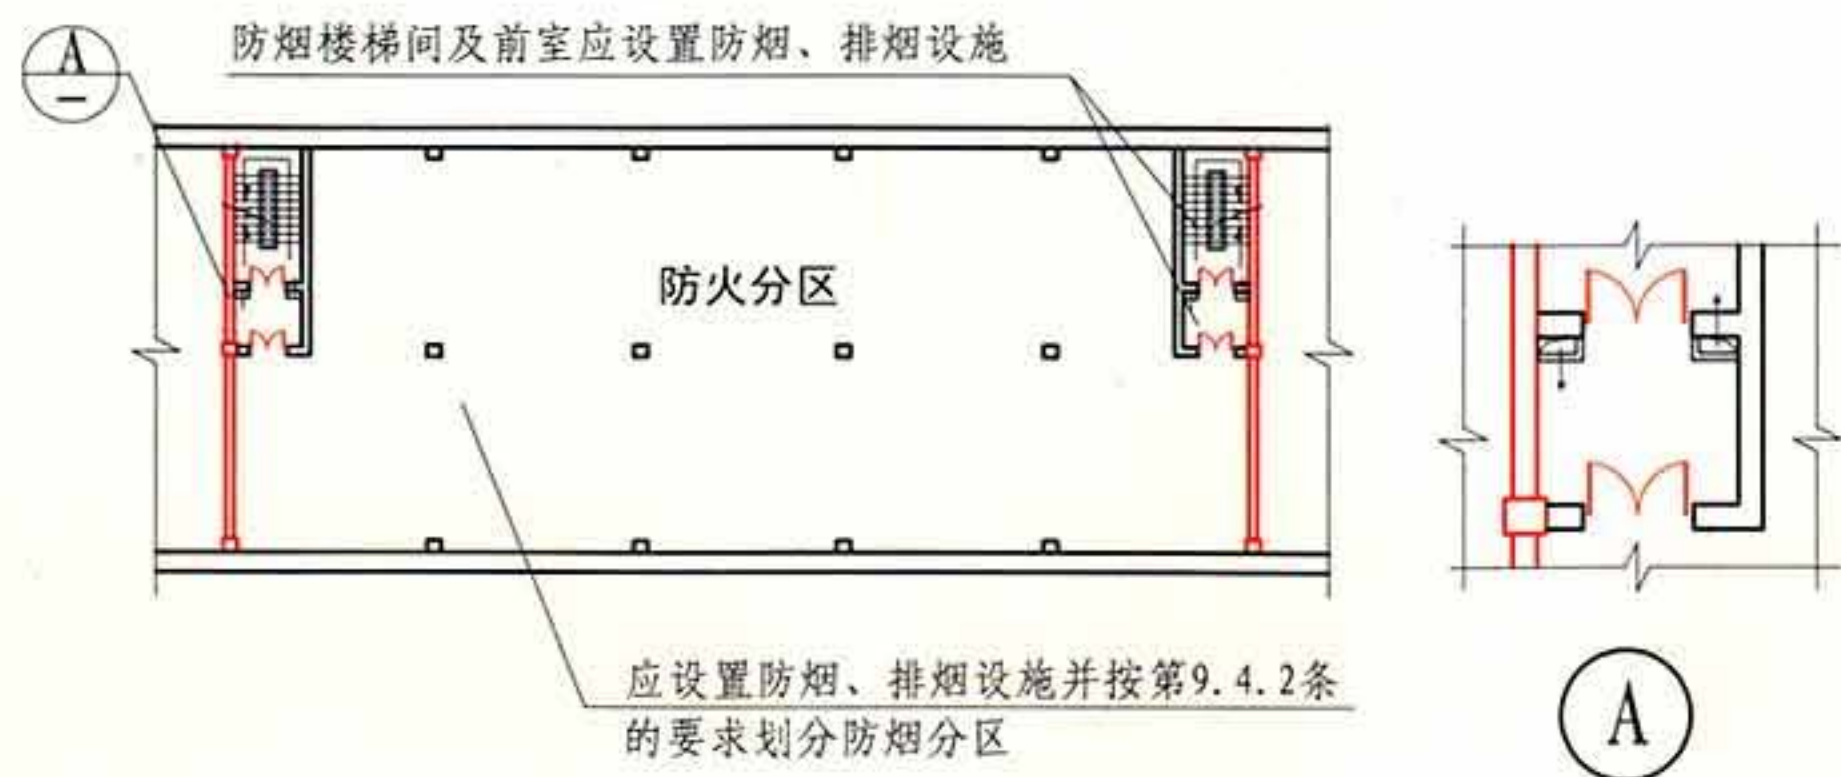 A
防烟楼梯间及前室应设置防烟、排烟设施
防火分区
应设置防烟、排烟设施并按第9.4.2条
的要求划分防烟分区
A